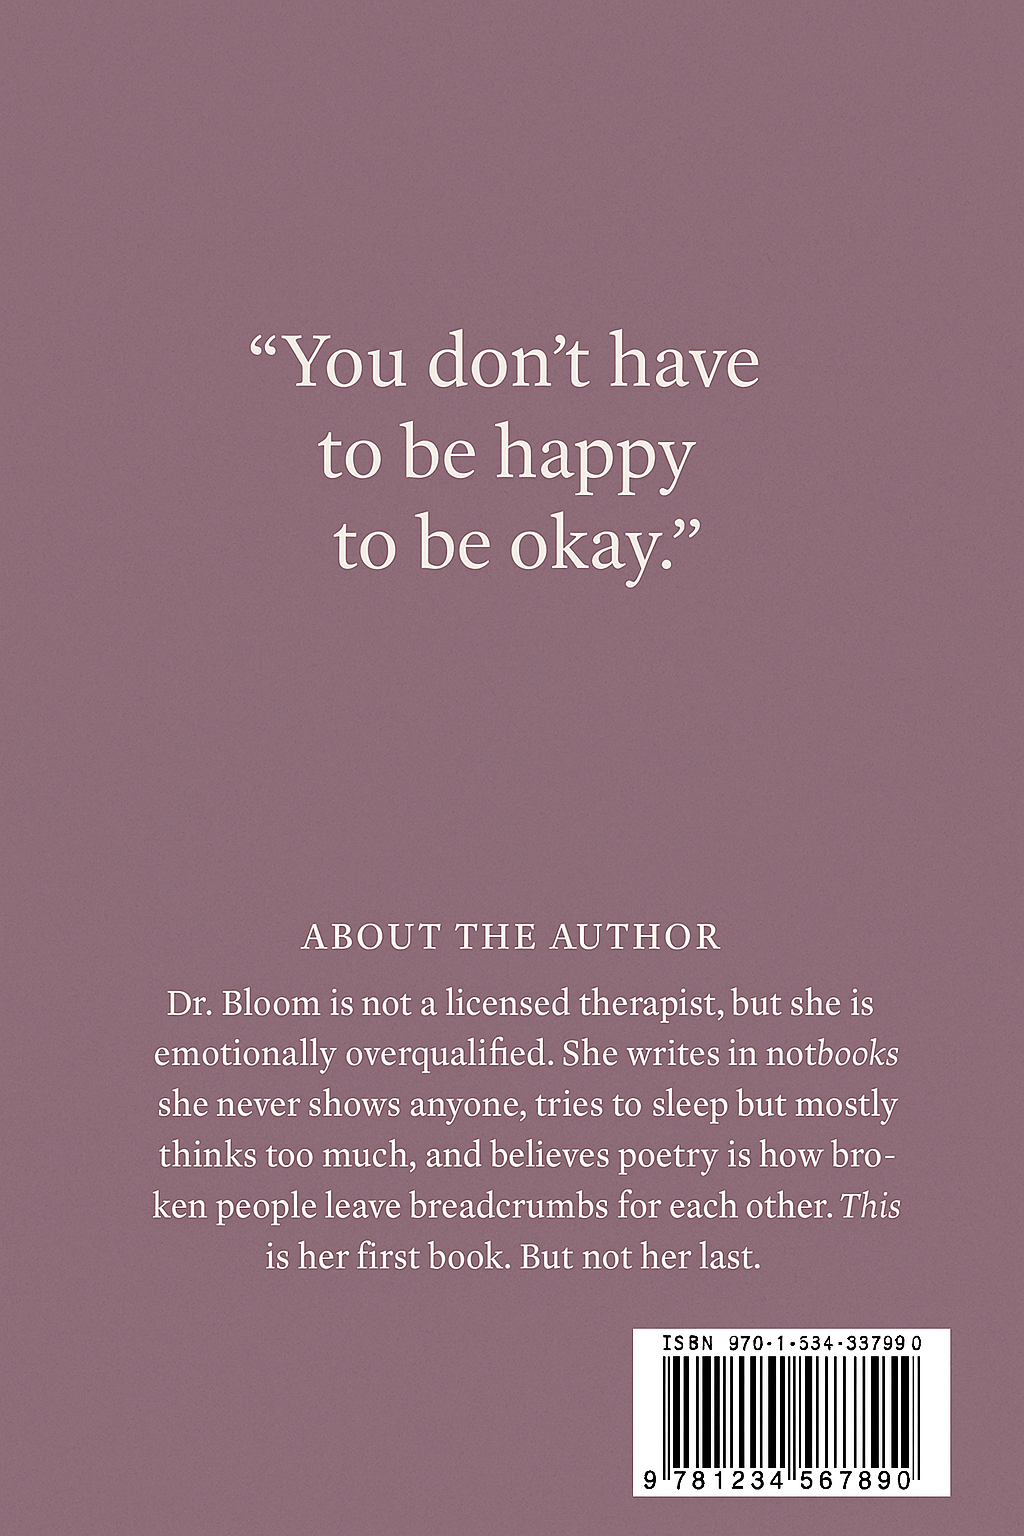 “You don’t have
to be happy
to be okay.”
ABOUT THE AUTHOR
Dr. Bloom is not a licensed therapist, but she is
emotionally overqualified. She writes in notbooks
she never shows anyone, tries to sleep but mostly
thinks too much, and believes poetry is how bro-
ken people leave breadcrumbs for each other. This
is her first book. But not her last.
ISBN 970-1-534-337990
9 781234 567890